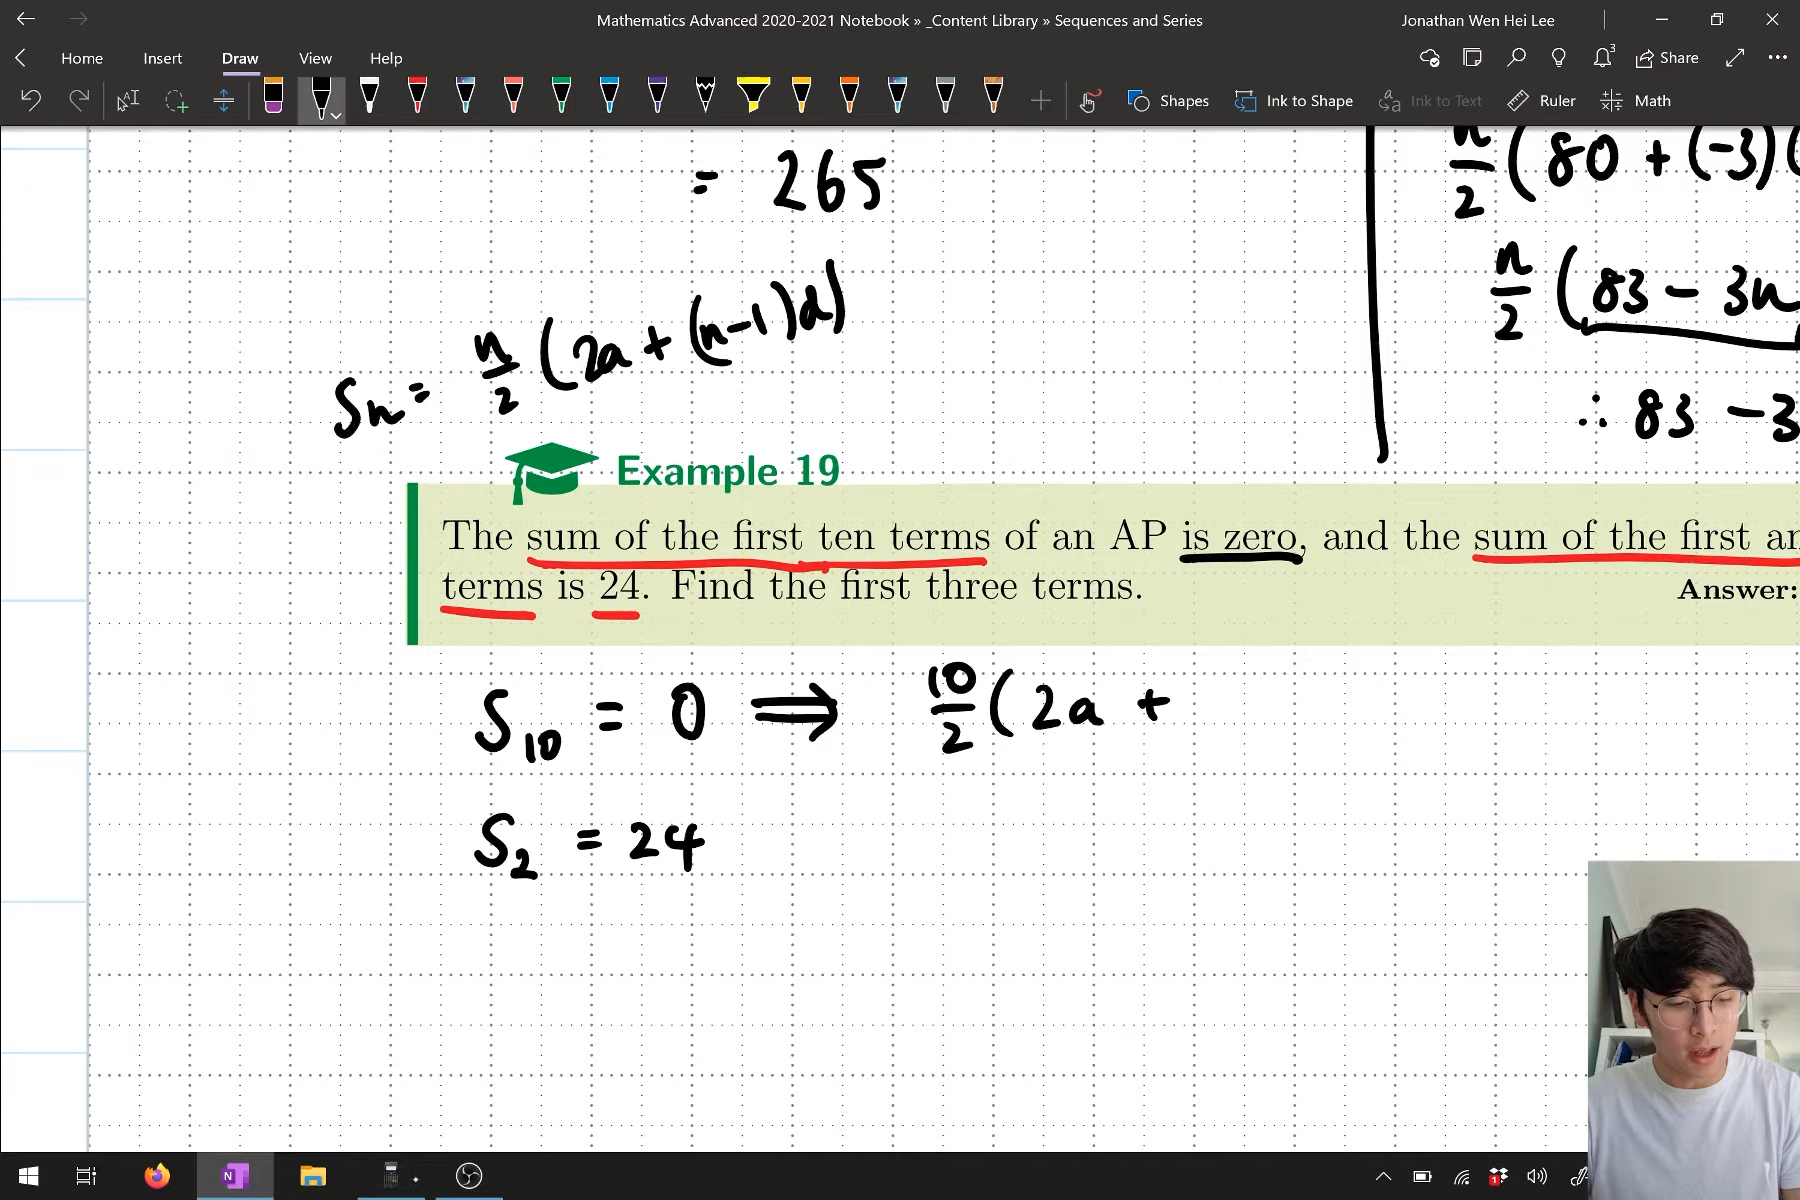 Mathematics Advanced 2020-2021 Notebook » _Content Library » Sequences and Series
Jonathan Wen Hei Lee
Home Insert Draw View Help
3
Share
Shapes
Ink to Shape
Ink to Text
Ruler
Math
= 265
n/2 ( 80 + (-3)(
n/2 ( 83 - 3n
∴ 83 - 3
Sn = n/2 (2a + (n-1)d)
Example 19
The sum of the first ten terms of an AP is zero, and the sum of the first an
terms is 24. Find the first three terms.
Answer:
S10 = 0 ⟹ 10/2 ( 2a +
S2 = 24
N
1